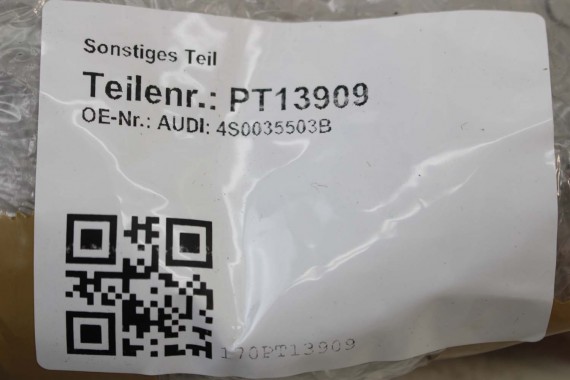 Sonstiges Teil
Teilenr.: PT13909
OE-Nr.: AUDI: 4S0035503B
170PT13909